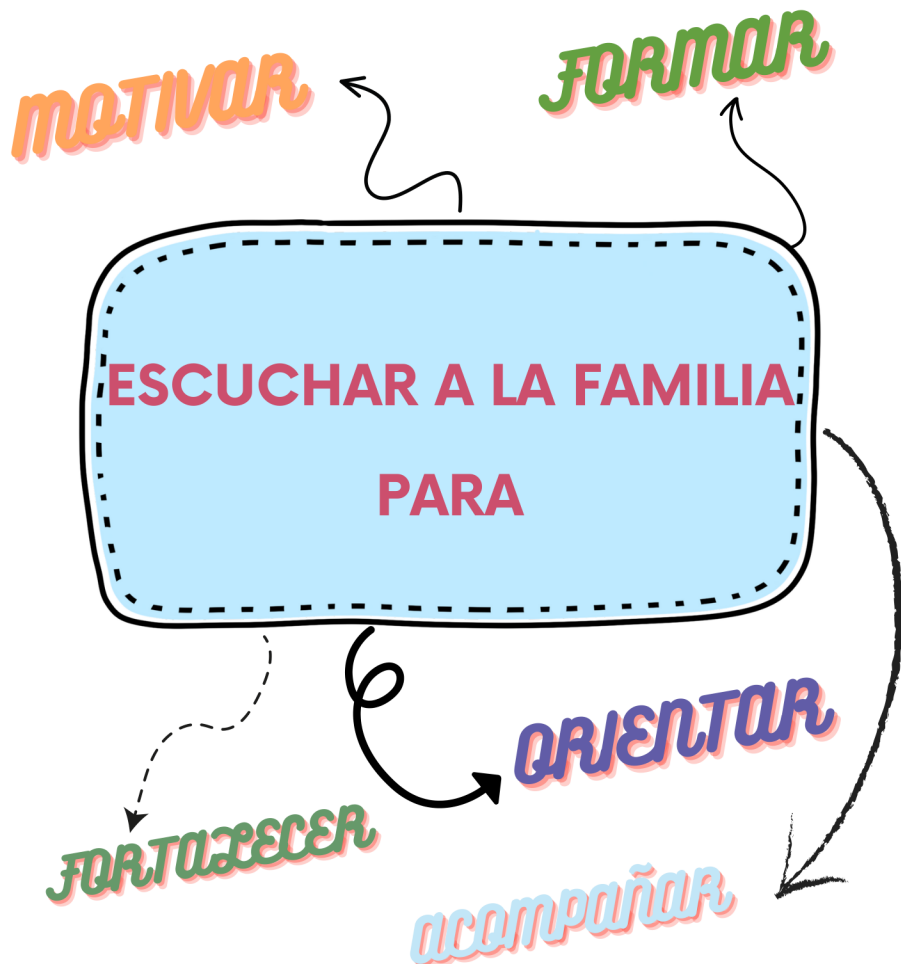 MOTIVAR
FORMAR
ESCUCHAR A LA FAMILIA
PARA
ORIENTAR
FORTALECER
acompañar